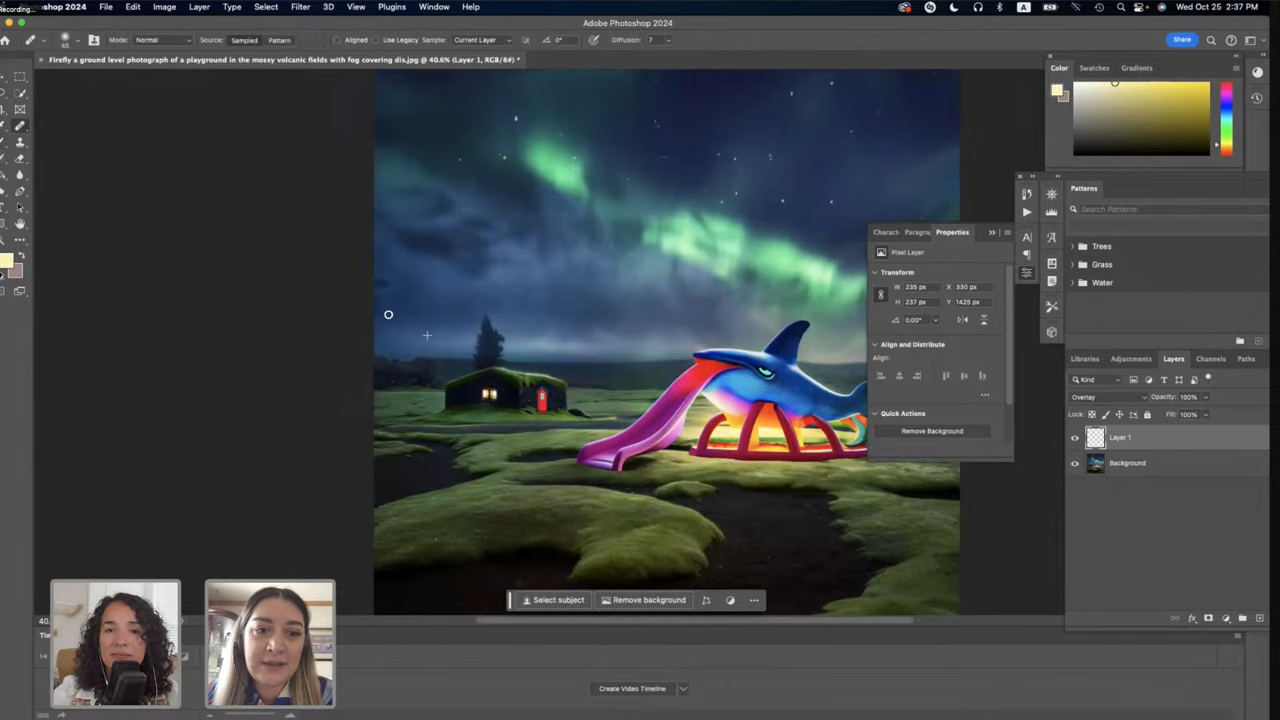 Recording...
shop 2024 File Edit Image Layer Type Select Filter 3D View Plugins Window Help
A
Wed Oct 25 2:37 PM
Adobe Photoshop 2024
45
Mode: Normal Source: Sampled Pattern Aligned Use Legacy Sample: Current Layer 0° Diffusion: 7
Share
Firefly a ground level photograph of a playground in the mossy volcanic fields with fog covering dis.jpg @ 40.6% (Layer 1, RGB/8#) *
Color Swatches Gradients
Patterns
Search Patterns
Trees
Grass
Water
Charact Paragra Properties
Pixel Layer
Transform
W 235 px X 330 px
H 237 px Y 1425 px
0.00°
Align and Distribute
Align:
Quick Actions
Remove Background
Libraries Adjustments Layers Channels Paths
Kind
Overlay Opacity: 100%
Lock: Fill: 100%
Layer 1
Background
Select subject Remove background
40.
Tim
Create Video Timeline